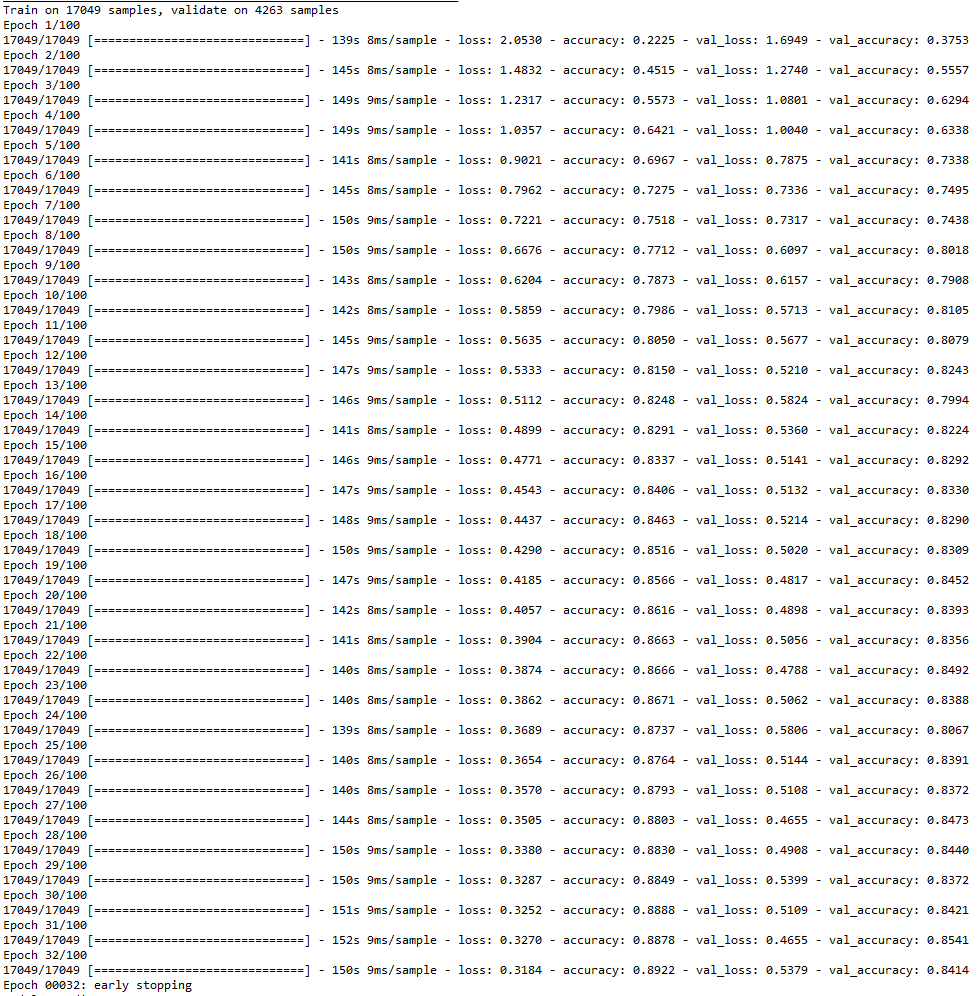 Train on 17049 samples, validate on 4263 samples
Epoch 1/100
17049/17049 [==============================] - 139s 8ms/sample - loss: 2.0530 - accuracy: 0.2225 - val_loss: 1.6949 - val_accuracy: 0.3753
Epoch 2/100
17049/17049 [==============================] - 145s 8ms/sample - loss: 1.4832 - accuracy: 0.4515 - val_loss: 1.2740 - val_accuracy: 0.5557
Epoch 3/100
17049/17049 [==============================] - 149s 9ms/sample - loss: 1.2317 - accuracy: 0.5573 - val_loss: 1.0801 - val_accuracy: 0.6294
Epoch 4/100
17049/17049 [==============================] - 149s 9ms/sample - loss: 1.0357 - accuracy: 0.6421 - val_loss: 1.0040 - val_accuracy: 0.6338
Epoch 5/100
17049/17049 [==============================] - 141s 8ms/sample - loss: 0.9021 - accuracy: 0.6967 - val_loss: 0.7875 - val_accuracy: 0.7338
Epoch 6/100
17049/17049 [==============================] - 145s 8ms/sample - loss: 0.7962 - accuracy: 0.7275 - val_loss: 0.7336 - val_accuracy: 0.7495
Epoch 7/100
17049/17049 [==============================] - 150s 9ms/sample - loss: 0.7221 - accuracy: 0.7518 - val_loss: 0.7317 - val_accuracy: 0.7438
Epoch 8/100
17049/17049 [==============================] - 150s 9ms/sample - loss: 0.6676 - accuracy: 0.7712 - val_loss: 0.6097 - val_accuracy: 0.8018
Epoch 9/100
17049/17049 [==============================] - 143s 8ms/sample - loss: 0.6204 - accuracy: 0.7873 - val_loss: 0.6157 - val_accuracy: 0.7908
Epoch 10/100
17049/17049 [==============================] - 142s 8ms/sample - loss: 0.5859 - accuracy: 0.7986 - val_loss: 0.5713 - val_accuracy: 0.8105
Epoch 11/100
17049/17049 [==============================] - 145s 9ms/sample - loss: 0.5635 - accuracy: 0.8050 - val_loss: 0.5677 - val_accuracy: 0.8079
Epoch 12/100
17049/17049 [==============================] - 147s 9ms/sample - loss: 0.5333 - accuracy: 0.8150 - val_loss: 0.5210 - val_accuracy: 0.8243
Epoch 13/100
17049/17049 [==============================] - 146s 9ms/sample - loss: 0.5112 - accuracy: 0.8248 - val_loss: 0.5824 - val_accuracy: 0.7994
Epoch 14/100
17049/17049 [==============================] - 141s 8ms/sample - loss: 0.4899 - accuracy: 0.8291 - val_loss: 0.5360 - val_accuracy: 0.8224
Epoch 15/100
17049/17049 [==============================] - 146s 9ms/sample - loss: 0.4771 - accuracy: 0.8337 - val_loss: 0.5141 - val_accuracy: 0.8292
Epoch 16/100
17049/17049 [==============================] - 147s 9ms/sample - loss: 0.4543 - accuracy: 0.8406 - val_loss: 0.5132 - val_accuracy: 0.8330
Epoch 17/100
17049/17049 [==============================] - 148s 9ms/sample - loss: 0.4437 - accuracy: 0.8463 - val_loss: 0.5214 - val_accuracy: 0.8290
Epoch 18/100
17049/17049 [==============================] - 150s 9ms/sample - loss: 0.4290 - accuracy: 0.8516 - val_loss: 0.5020 - val_accuracy: 0.8309
Epoch 19/100
17049/17049 [==============================] - 147s 9ms/sample - loss: 0.4185 - accuracy: 0.8566 - val_loss: 0.4817 - val_accuracy: 0.8452
Epoch 20/100
17049/17049 [==============================] - 142s 8ms/sample - loss: 0.4057 - accuracy: 0.8616 - val_loss: 0.4898 - val_accuracy: 0.8393
Epoch 21/100
17049/17049 [==============================] - 141s 8ms/sample - loss: 0.3904 - accuracy: 0.8663 - val_loss: 0.5056 - val_accuracy: 0.8356
Epoch 22/100
17049/17049 [==============================] - 140s 8ms/sample - loss: 0.3874 - accuracy: 0.8666 - val_loss: 0.4788 - val_accuracy: 0.8492
Epoch 23/100
17049/17049 [==============================] - 140s 8ms/sample - loss: 0.3862 - accuracy: 0.8671 - val_loss: 0.5062 - val_accuracy: 0.8388
Epoch 24/100
17049/17049 [==============================] - 139s 8ms/sample - loss: 0.3689 - accuracy: 0.8737 - val_loss: 0.5806 - val_accuracy: 0.8067
Epoch 25/100
17049/17049 [==============================] - 140s 8ms/sample - loss: 0.3654 - accuracy: 0.8764 - val_loss: 0.5144 - val_accuracy: 0.8391
Epoch 26/100
17049/17049 [==============================] - 140s 8ms/sample - loss: 0.3570 - accuracy: 0.8793 - val_loss: 0.5108 - val_accuracy: 0.8372
Epoch 27/100
17049/17049 [==============================] - 144s 8ms/sample - loss: 0.3505 - accuracy: 0.8803 - val_loss: 0.4655 - val_accuracy: 0.8473
Epoch 28/100
17049/17049 [==============================] - 150s 9ms/sample - loss: 0.3380 - accuracy: 0.8830 - val_loss: 0.4908 - val_accuracy: 0.8440
Epoch 29/100
17049/17049 [==============================] - 150s 9ms/sample - loss: 0.3287 - accuracy: 0.8849 - val_loss: 0.5399 - val_accuracy: 0.8372
Epoch 30/100
17049/17049 [==============================] - 151s 9ms/sample - loss: 0.3252 - accuracy: 0.8888 - val_loss: 0.5109 - val_accuracy: 0.8421
Epoch 31/100
17049/17049 [==============================] - 152s 9ms/sample - loss: 0.3270 - accuracy: 0.8878 - val_loss: 0.4655 - val_accuracy: 0.8541
Epoch 32/100
17049/17049 [==============================] - 150s 9ms/sample - loss: 0.3184 - accuracy: 0.8922 - val_loss: 0.5379 - val_accuracy: 0.8414
Epoch 00032: early stopping